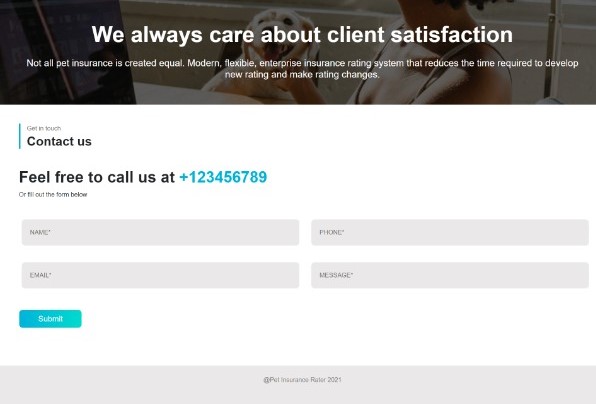 We always care about client satisfaction
Not all pet insurance is created equal. Modern, flexible, enterprise insurance rating system that reduces the time required to develop
new rating and make rating changes.
Get in touch
Contact us
Feel free to call us at +123456789
Or fill out the form below
NAME*
PHONE*
EMAIL*
MESSAGE*
Submit
@Pet Insurance Rater 2021